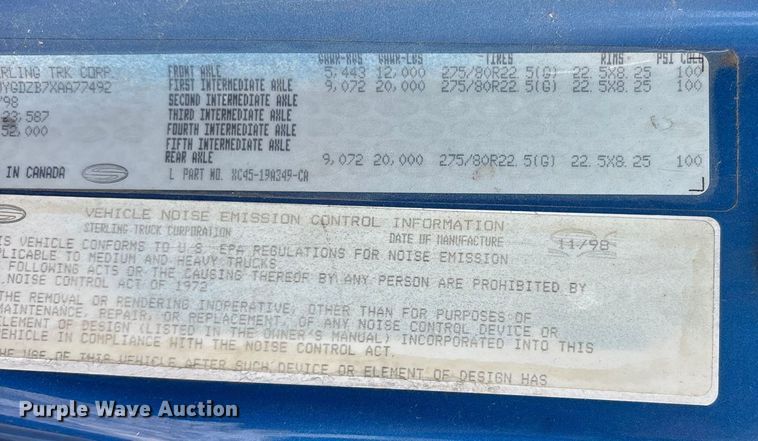 GVWR-KGS GVWR-LBS TIRES RIMS PSI COLD
ERLING TRK CORP. FRONT AXLE 5,443 12,000 275/80R22.5(G) 22.5X8.25 100
YGDZB7XAA77492 FIRST INTERMEDIATE AXLE 9,072 20,000 275/80R22.5(G) 22.5X8.25 100
/98 SECOND INTERMEDIATE AXLE
23,587 THIRD INTERMEDIATE AXLE
52,000 FOURTH INTERMEDIATE AXLE
FIFTH INTERMEDIATE AXLE
REAR AXLE 9,072 20,000 275/80R22.5(G) 22.5X8.25 100
IN CANADA L PART NO. XC45-19A349-CA
VEHICLE NOISE EMISSION CONTROL INFORMATION
STERLING TRUCK CORPORATION DATE OF MANUFACTURE 11/98
IS VEHICLE CONFORMS TO U.S. EPA REGULATIONS FOR NOISE EMISSION
PLICABLE TO MEDIUM AND HEAVY TRUCKS.
FOLLOWING ACTS OR THE CAUSING THEREOF BY ANY PERSON ARE PROHIBITED BY
NOISE CONTROL ACT OF 1972
THE REMOVAL OR RENDERING INOPERATIVE, OTHER THAN FOR PURPOSES OF
MAINTENANCE, REPAIR, OR REPLACEMENT, OF ANY NOISE CONTROL DEVICE OR
ELEMENT OF DESIGN (LISTED IN THE OWNER'S MANUAL) INCORPORATED INTO THIS
VEHICLE IN COMPLIANCE WITH THE NOISE CONTROL ACT.
THE USE OF THIS VEHICLE AFTER SUCH DEVICE OR ELEMENT OF DESIGN HAS
Purple Wave Auction